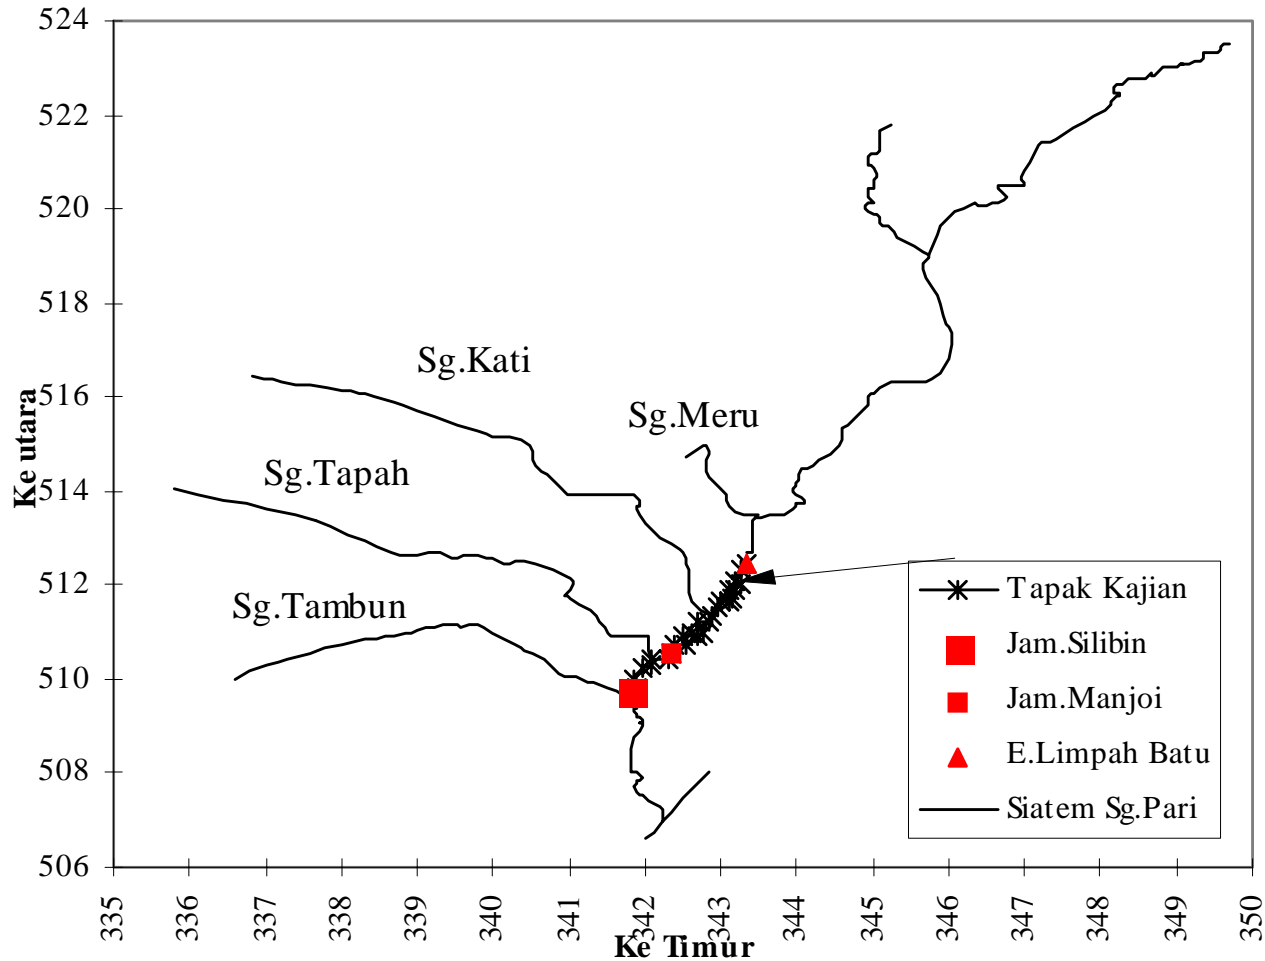 524
522
520
518
516
514
512
510
508
506
Ke utara
Sg.Kati
Sg.Meru
Sg.Tapah
Sg.Tambun
Tapak Kajian
Jam.Silibin
Jam.Manjoi
E.Limpah Batu
Siatem Sg.Pari
335
336
337
338
339
340
341
342
343
344
345
346
347
348
349
350
Ke Timur